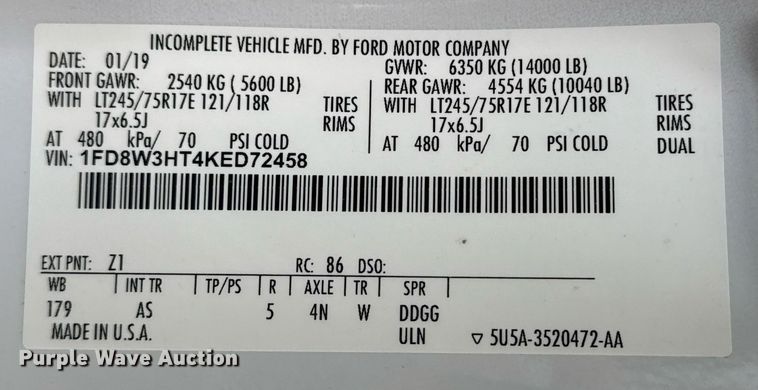 INCOMPLETE VEHICLE MFD. BY FORD MOTOR COMPANY
DATE: 01/19 GVWR: 6350 KG (14000 LB)
FRONT GAWR: 2540 KG ( 5600 LB) REAR GAWR: 4554 KG (10040 LB)
WITH LT245/75R17E 121/118R TIRES WITH LT245/75R17E 121/118R TIRES
17x6.5J RIMS 17x6.5J RIMS
AT 480 kPa/ 70 PSI COLD AT 480 kPa/ 70 PSI COLD DUAL
VIN: 1FD8W3HT4KED72458
EXT PNT: Z1 RC: 86 DSO:
WB INT TR TP/PS R AXLE TR SPR
179 AS 5 4N W DDGG
MADE IN U.S.A. ULN ▽ 5U5A-3520472-AA
Purple Wave Auction